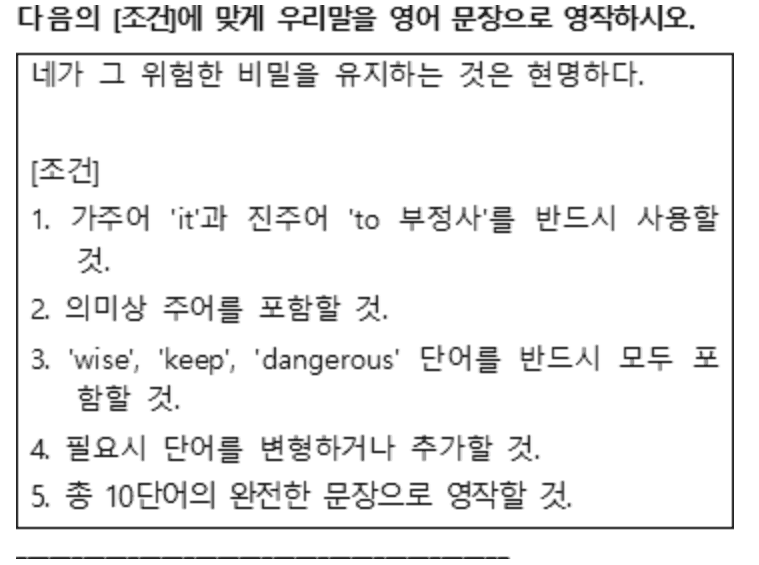 다음의 [조건]에 맞게 우리말을 영어 문장으로 영작하시오.
네가 그 위험한 비밀을 유지하는 것은 현명하다.
[조건]
1. 가주어 'it'과 진주어 'to 부정사'를 반드시 사용할
것.
2. 의미상 주어를 포함할 것.
3. 'wise', 'keep', 'dangerous' 단어를 반드시 모두 포
함할 것.
4. 필요시 단어를 변형하거나 추가할 것.
5. 총 10단어의 완전한 문장으로 영작할 것.